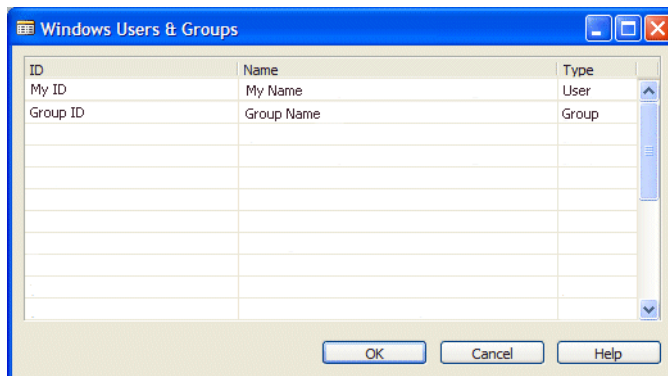 Windows Users & Groups
ID Name Type
My ID My Name User
Group ID Group Name Group
OK Cancel Help